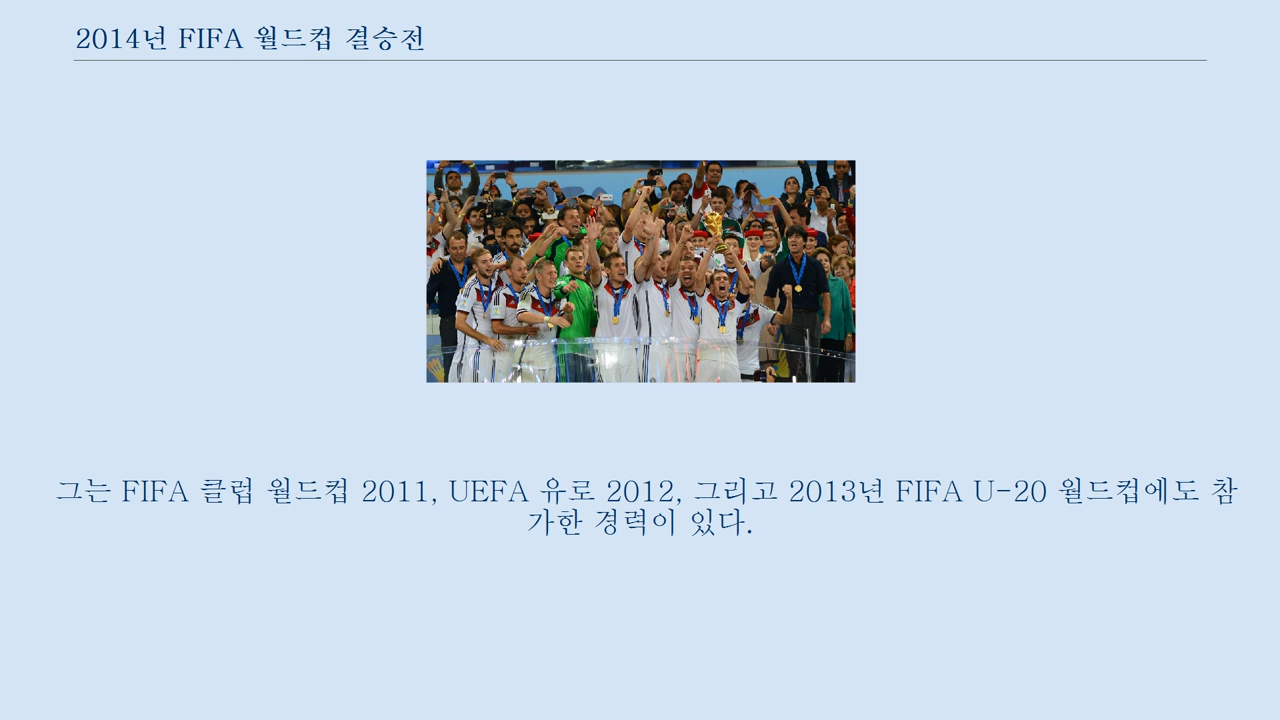 2014년 FIFA 월드컵 결승전
그는 FIFA 클럽 월드컵 2011, UEFA 유로 2012, 그리고 2013년 FIFA U-20 월드컵에도 참
가한 경력이 있다.